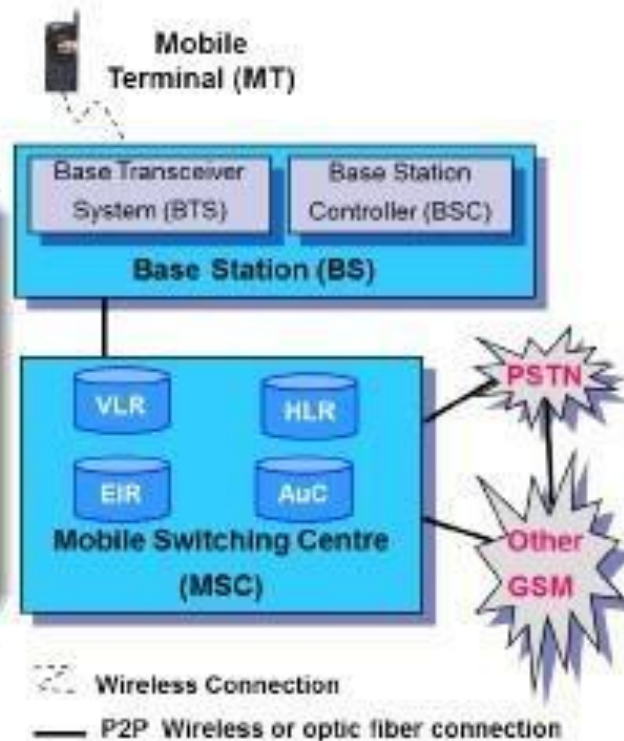 Mobile
Terminal (MT)
Base Transceiver
System (BTS)
Base Station
Controller (BSC)
Base Station (BS)
VLR
HLR
PSTN
EIR
AuC
Mobile Switching Centre
(MSC)
Other
GSM
Wireless Connection
P2P Wireless or optic fiber connection